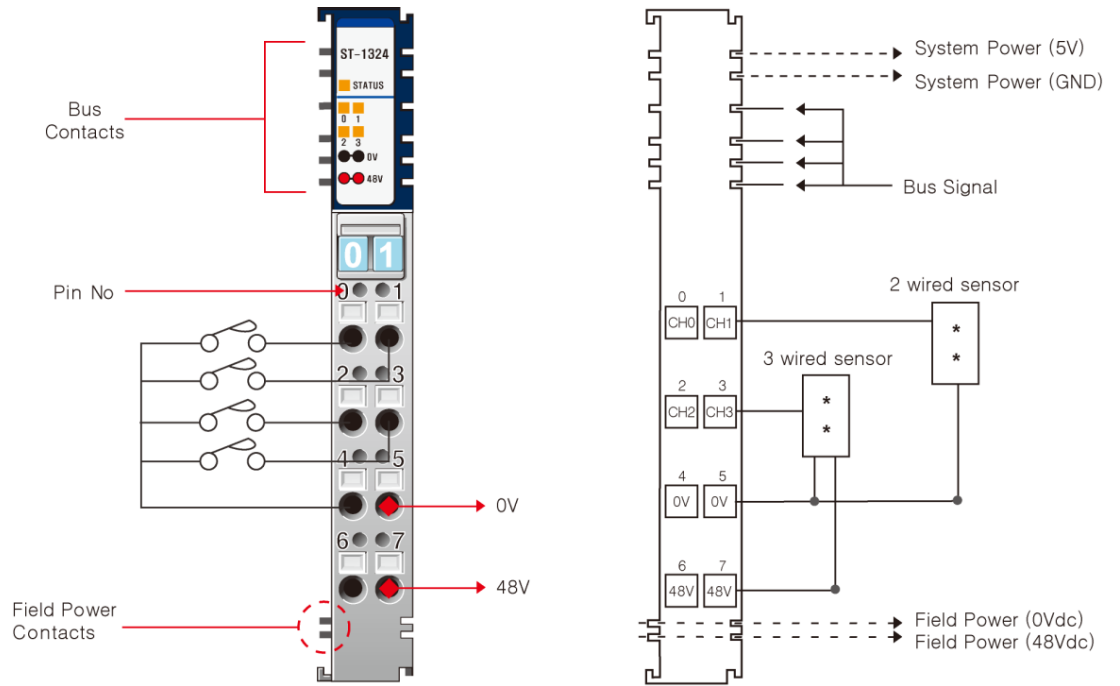 ST-1324
STATUS
0 1
2 3
0V
48V
Bus
Contacts
01
Pin No
0 1
2 3
4 5
0V
6 7
48V
Field Power
Contacts
System Power (5V)
System Power (GND)
Bus Signal
2 wired sensor
0 1
CH0 CH1
* *
3 wired sensor
2 3
CH2 CH3
* *
4 5
0V 0V
6 7
48V 48V
Field Power (0Vdc)
Field Power (48Vdc)